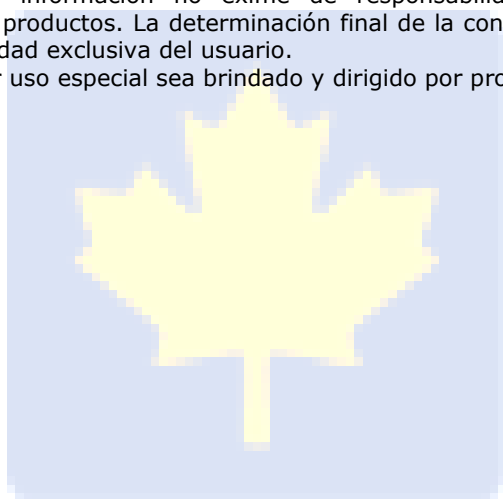 información no exime de responsabilida
productos. La determinación final de la con
dad exclusiva del usuario.
r uso especial sea brindado y dirigido por pro